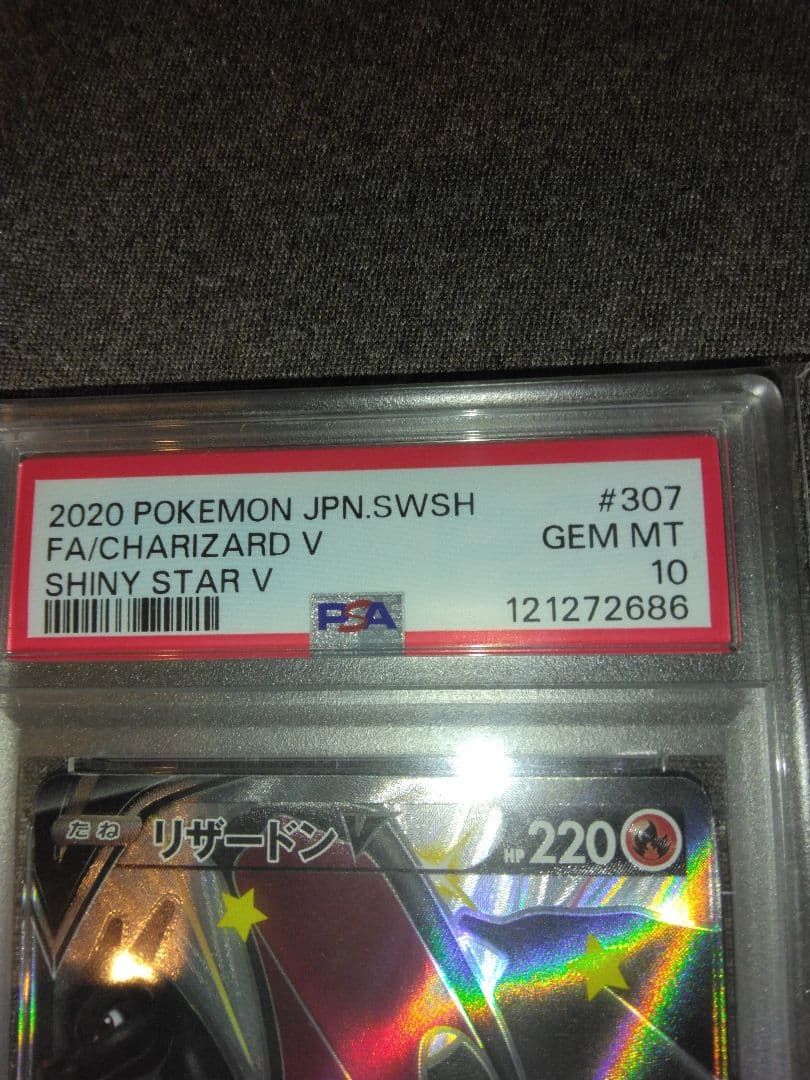 2020 POKEMON JPN.SWSH #307
FA/CHARIZARD V GEM MT
SHINY STAR V 10
PSA 121272686
たね リザードンV HP 220